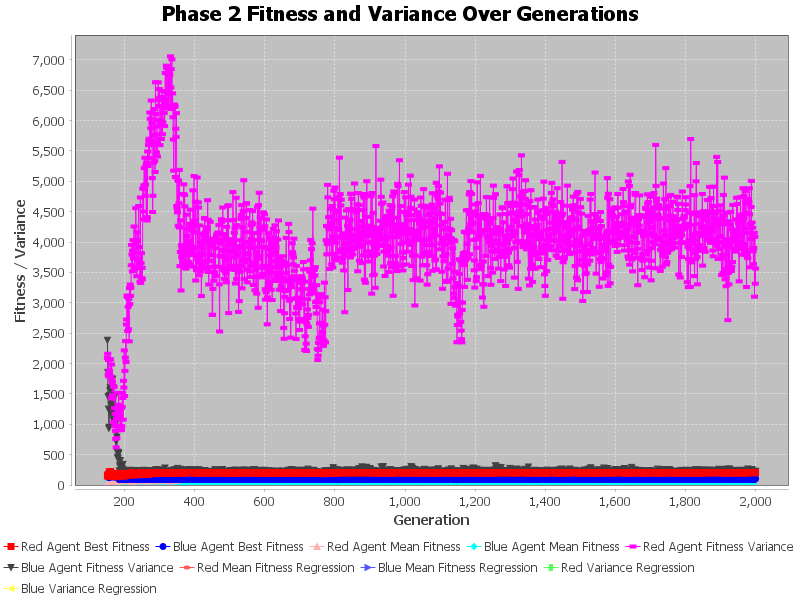 Phase 2 Fitness and Variance Over Generations
Fitness / Variance
7,000
6,500
6,000
5,500
5,000
4,500
4,000
3,500
3,000
2,500
2,000
1,500
1,000
500
0
200 400 600 800 1,000 1,200 1,400 1,600 1,800 2,000
Generation
Red Agent Best Fitness Blue Agent Best Fitness Red Agent Mean Fitness Blue Agent Mean Fitness Red Agent Fitness Variance
Blue Agent Fitness Variance Red Mean Fitness Regression Blue Mean Fitness Regression Red Variance Regression
Blue Variance Regression